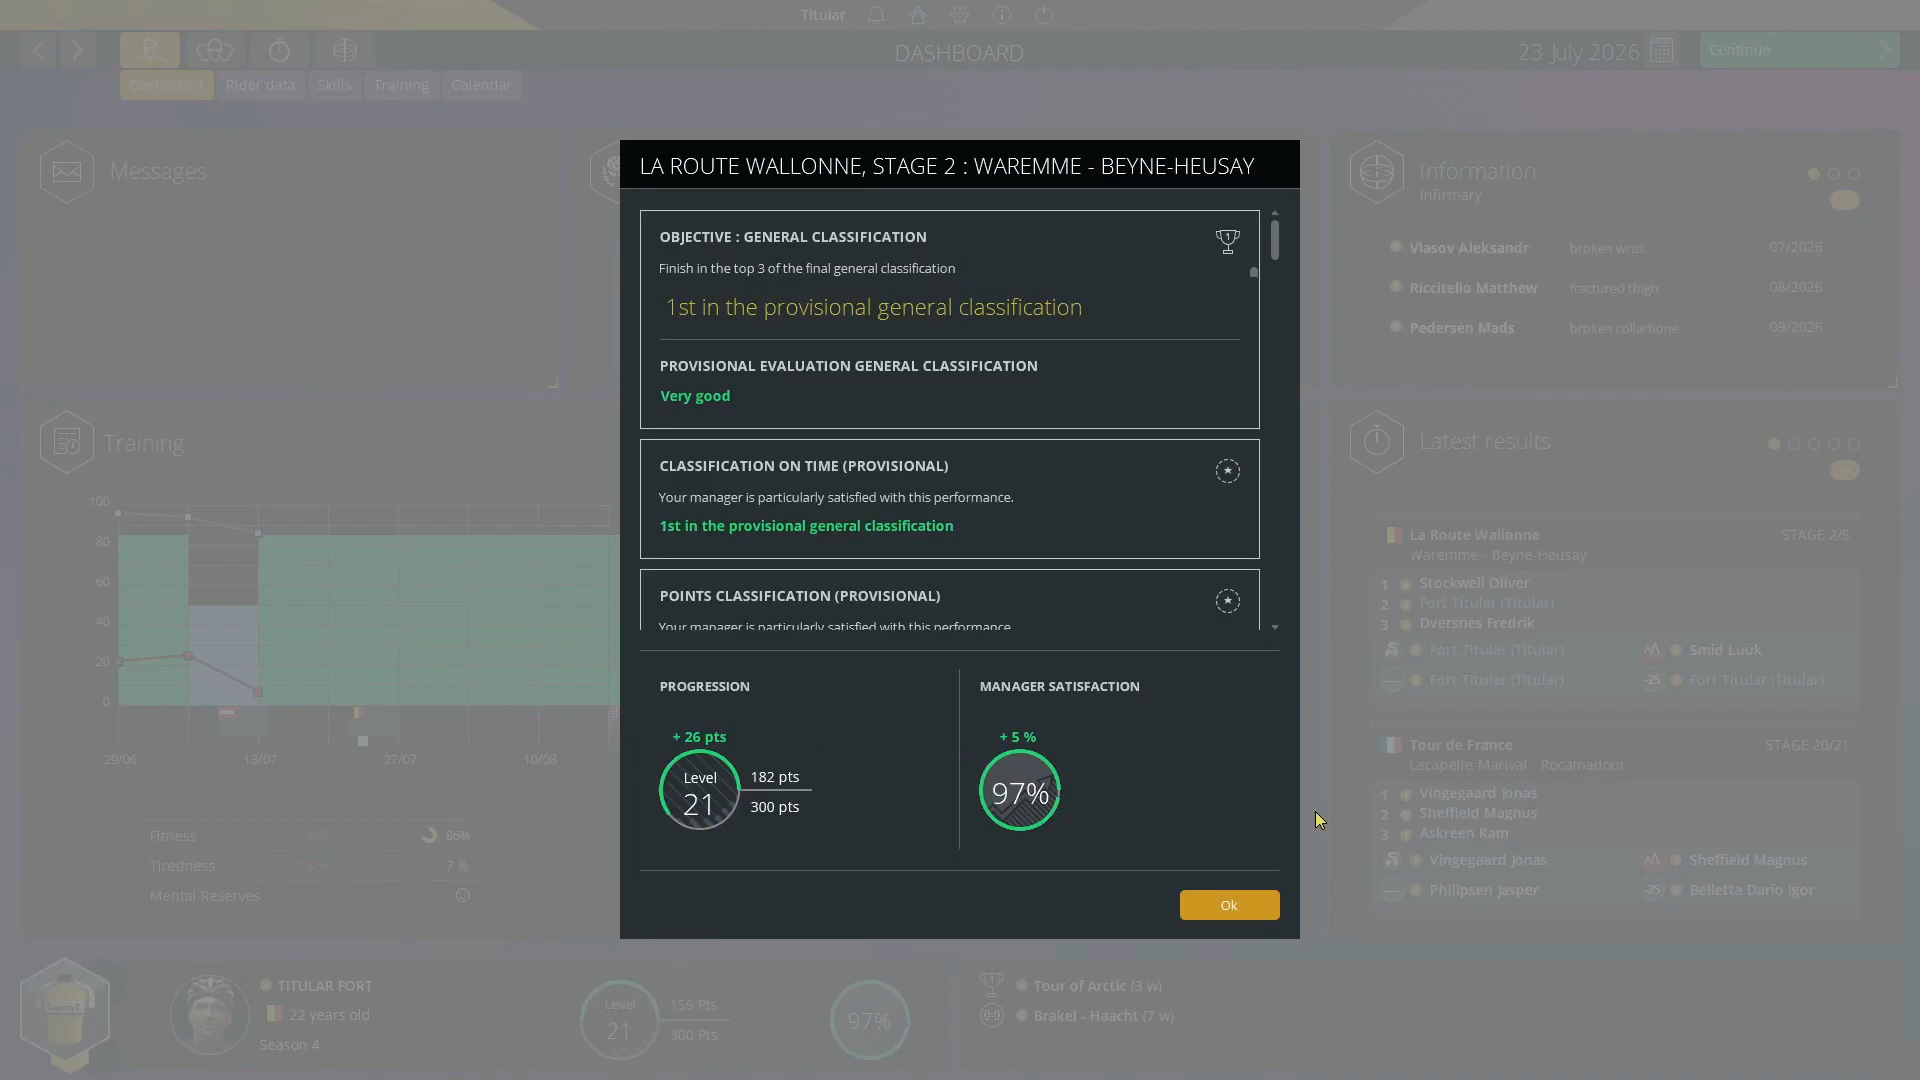 Titular
DASHBOARD
23 July 2026
Continue
Dashboard
Rider data
Skills
Training
Calendar
Messages
LA ROUTE WALLONNE, STAGE 2 : WAREMME - BEYNE-HEUSAY
OBJECTIVE : GENERAL CLASSIFICATION
Finish in the top 3 of the final general classification
1st in the provisional general classification
PROVISIONAL EVALUATION GENERAL CLASSIFICATION
Very good
CLASSIFICATION ON TIME (PROVISIONAL)
Your manager is particularly satisfied with this performance.
1st in the provisional general classification
POINTS CLASSIFICATION (PROVISIONAL)
Your manager is particularly satisfied with this performance.
PROGRESSION
+ 26 pts
Level
21
182 pts
300 pts
MANAGER SATISFACTION
+ 5 %
97%
Ok
Information
Infirmary
Vlasov Aleksandr broken wrist 07/2026
Riccitello Matthew fractured thigh 08/2026
Pedersen Mads broken collarbone 09/2026
Training
100
80
60
40
20
0
29/06 13/07 27/07 10/08
Fitness 86%
Tiredness 7 %
Mental Reserves
Latest results
La Route Wallonne STAGE 2/5
Waremme - Beyne-Heusay
1 Stockwell Oliver
2 Fort Titular (Titular)
3 Dversnes Fredrik
Fort Titular (Titular) Smid Luuk
Fort Titular (Titular) -25 Fort Titular (Titular)
Tour de France STAGE 20/21
Lacapelle-Marival - Rocamadour
1 Vingegaard Jonas
2 Sheffield Magnus
3 Askreen Kam
Vingegaard Jonas Sheffield Magnus
Philipsen Jasper -25 Belletta Dario Igor
TITULAR FORT
22 years old
Season 4
Level
21
156 Pts
300 Pts
97%
Tour of Arctic (3 w)
Brakel - Haacht (7 w)